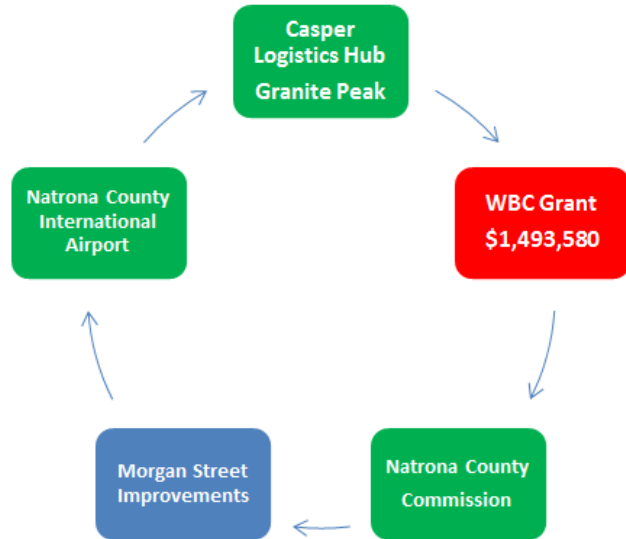 Casper
Logistics Hub
Granite Peak
WBC Grant
$1,493,580
Natrona County
Commission
Morgan Street
Improvements
Natrona County
International
Airport